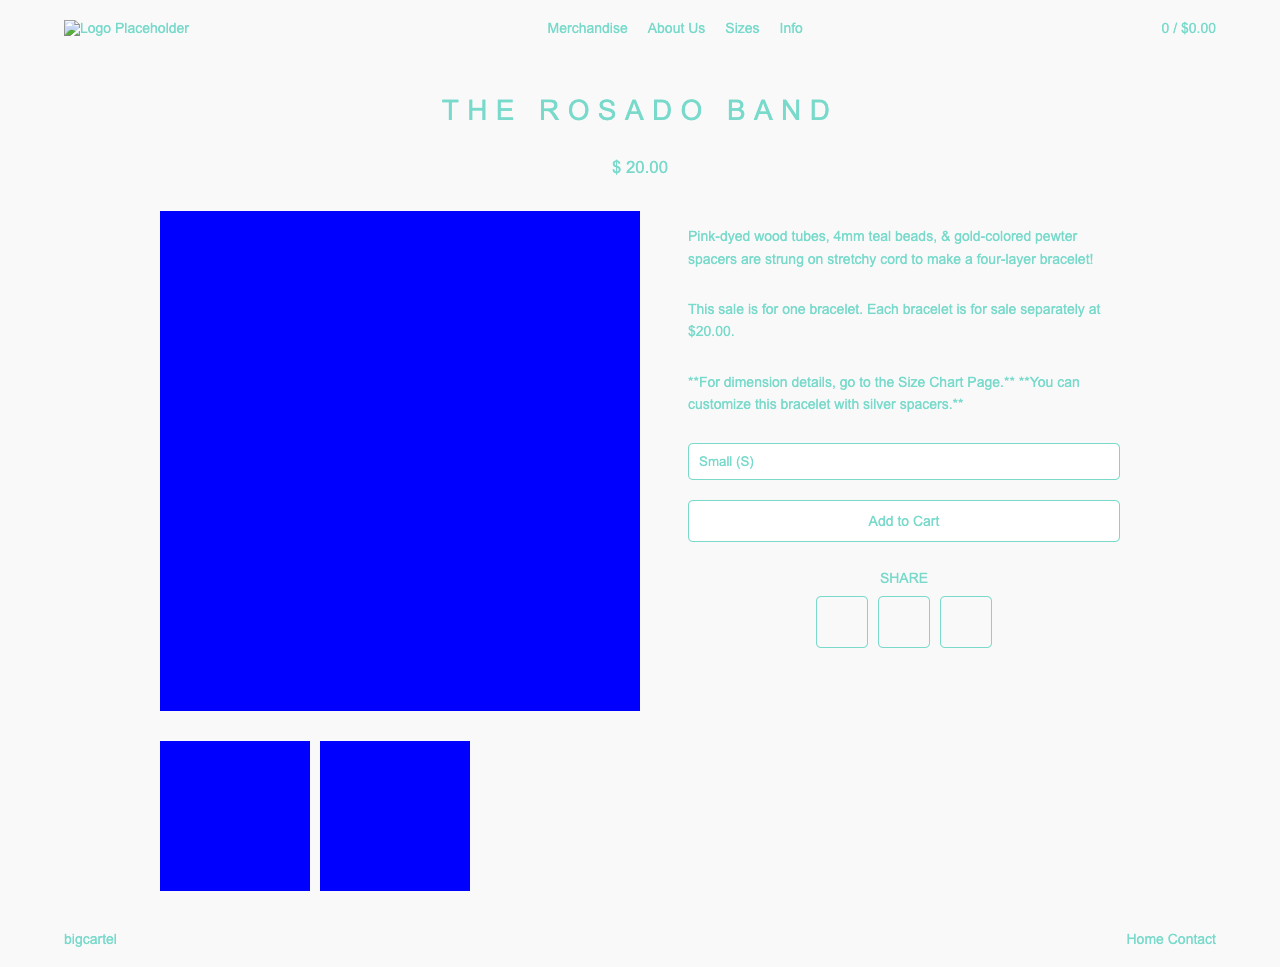 Logo Placeholder
Merchandise About Us Sizes Info
0 / $0.00
THE ROSADO BAND
$ 20.00
Pink-dyed wood tubes, 4mm teal beads, & gold-colored pewter
spacers are strung on stretchy cord to make a four-layer bracelet!
This sale is for one bracelet. Each bracelet is for sale separately at
$20.00.
**For dimension details, go to the Size Chart Page.** **You can
customize this bracelet with silver spacers.**
Small (S)
Add to Cart
SHARE
bigcartel
Home Contact